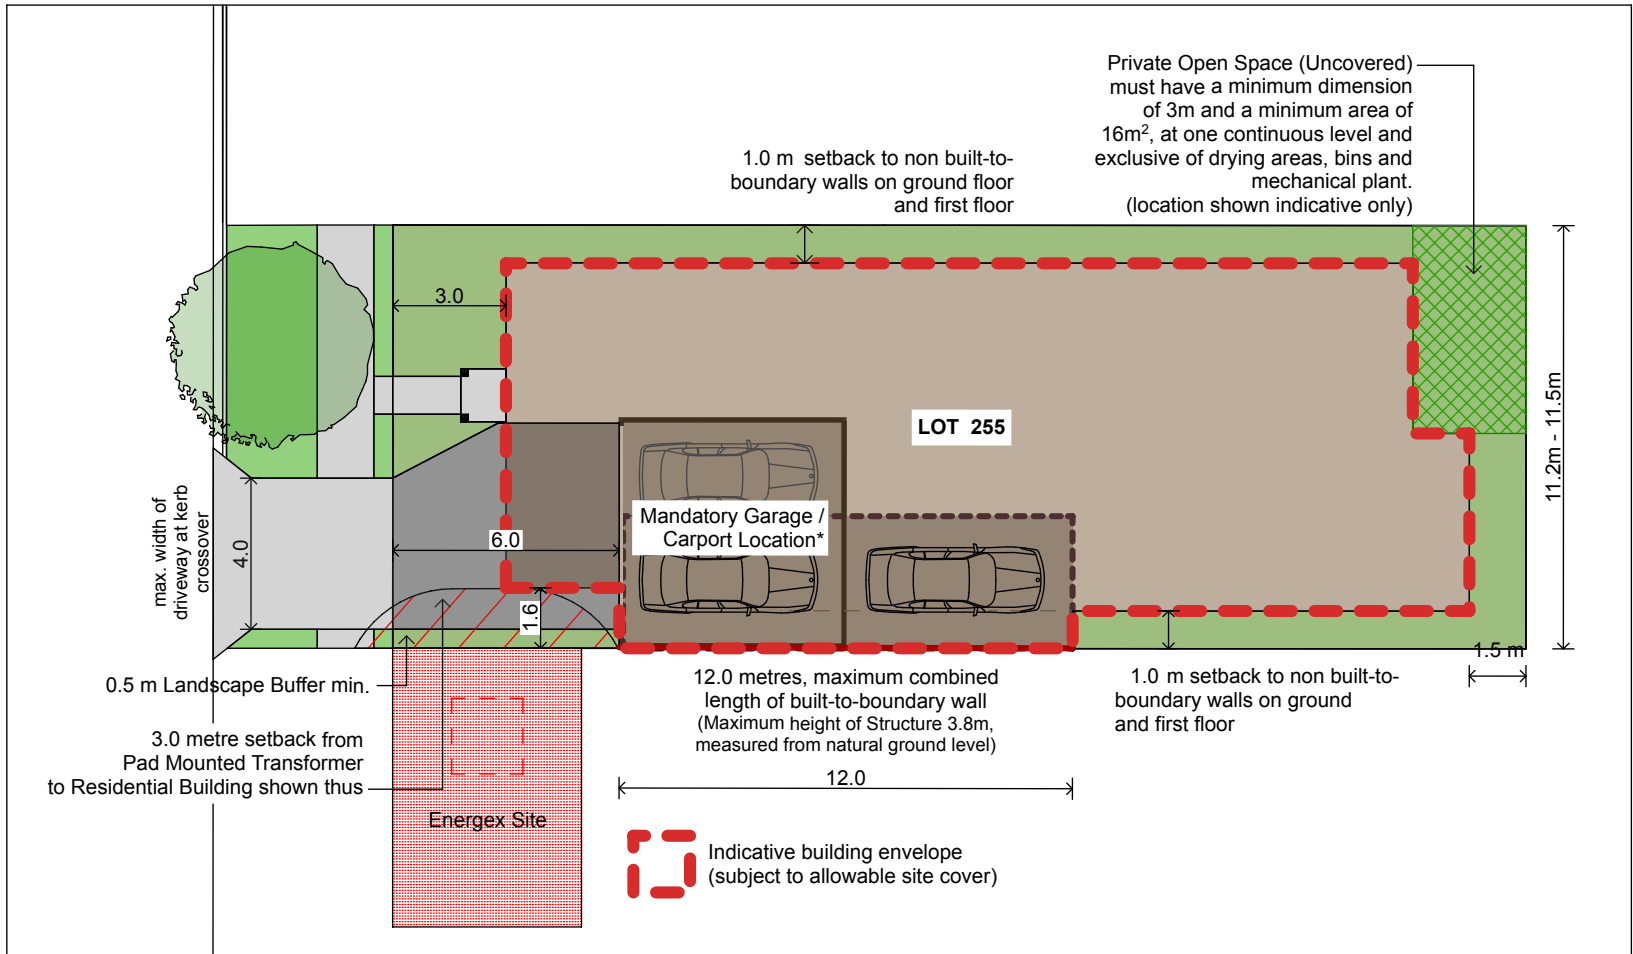 Private Open Space (Uncovered)
must have a minimum dimension
of 3m and a minimum area of
16m², at one continuous level and
exclusive of drying areas, bins and
mechanical plant.
(location shown indicative only)
1.0 m setback to non built-to-
boundary walls on ground floor
and first floor
3.0
LOT 255
11.2m - 11.5m
max. width of
driveway at kerb
crossover
4.0
6.0
Mandatory Garage /
Carport Location*
1.6
0.5 m Landscape Buffer min.
3.0 metre setback from
Pad Mounted Transformer
to Residential Building shown thus
Energex Site
12.0 metres, maximum combined
length of built-to-boundary wall
(Maximum height of Structure 3.8m,
measured from natural ground level)
12.0
1.0 m setback to non built-to-
boundary walls on ground
and first floor
1.5 m
Indicative building envelope
(subject to allowable site cover)